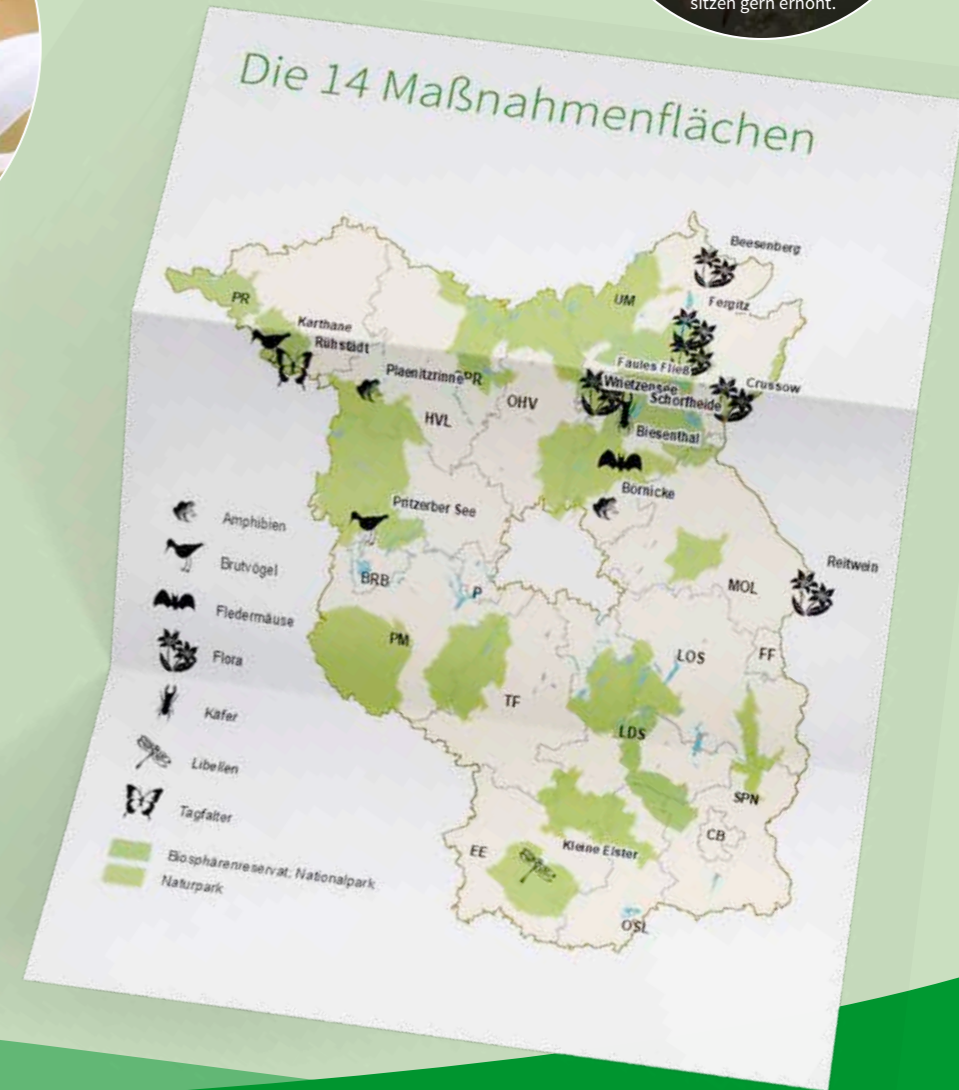 sitzen gern erhöht.
Die 14 Maßnahmenflächen
Beesenberg
PR
UM
Fergitz
Karthane
Rühstädt
Faules Fließ
Plaenitzrinne
PR
Wrietzensee
Crussow
Schorfheide
OHV
HVL
Biesenthal
Börnicke
Pritzerber See
Amphibien
Reitwein
Brutvögel
BRB
P
MOL
Fledermäuse
PM
LOS
FF
Flora
TF
Käfer
LDS
Libellen
SPN
Tagfalter
CB
EE
Kleine Elster
Biosphärenreservat; Nationalpark
Naturpark
OSL